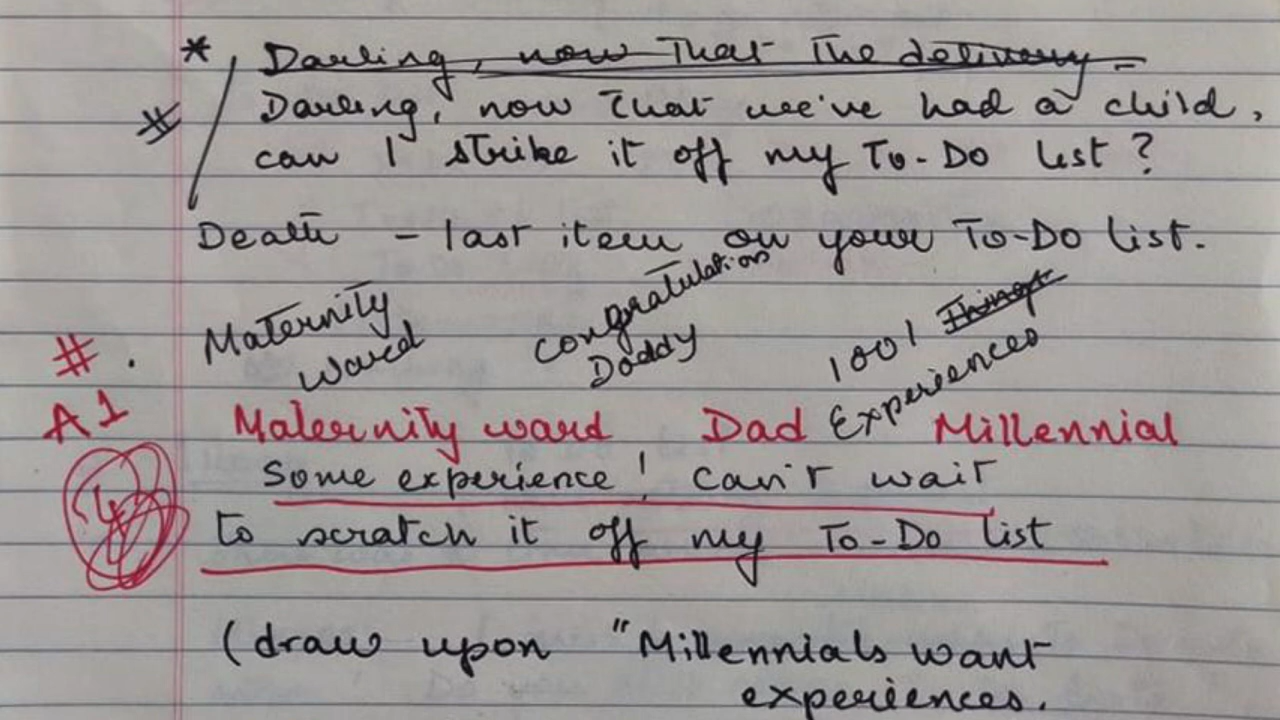 * Darling, now that the delivery -
# Darling, now that we've had a child,
can I strike it off my To-Do list?
Death - last item on your To-Do list.
Maternity Ward
Congratulations Daddy
1001 Things Experiences
#.
A1 Maternity ward Dad Millennial
Some experience! Can't wait
to scratch it off my To-Do list
(draw upon "Millennials want
experiences.